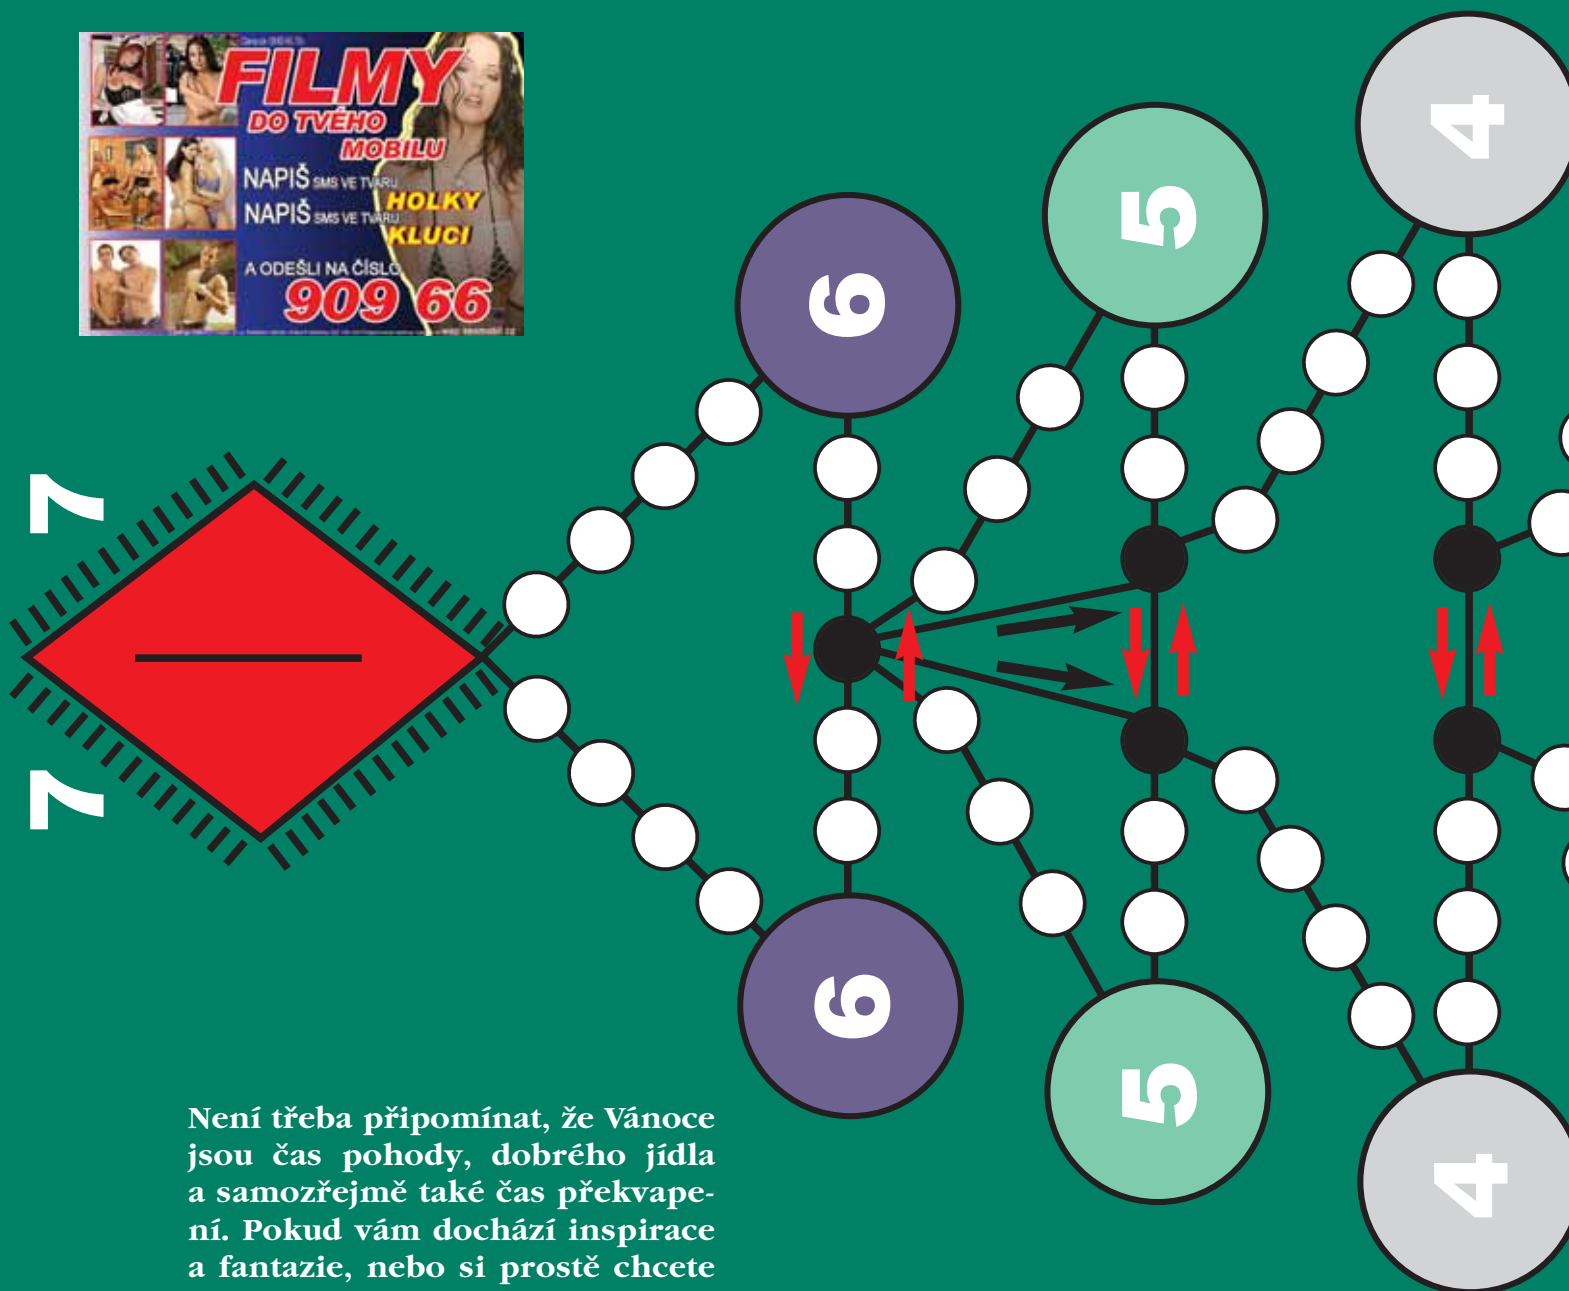 FILMY
DO TVÉHO
MOBILU
NAPIŠ SMS VE TVARU HOLKY
NAPIŠ SMS VE TVARU KLUCI
A ODEŠLI NA ČÍSLO
909 66
4
5
6
7
7
6
5
4
Není třeba připomínat, že Vánoce
jsou čas pohody, dobrého jídla
a samozřejmě také čas překvape-
ní. Pokud vám dochází inspirace
a fantazie, nebo si prostě chcete